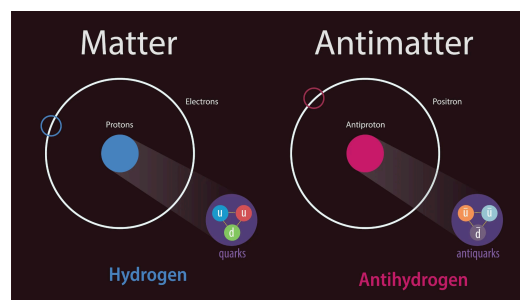 Matter
Antimatter
Electrons
Protons
Positron
Antiproton
u u
d
quarks
ū ū
d̄
antiquarks
Hydrogen
Antihydrogen